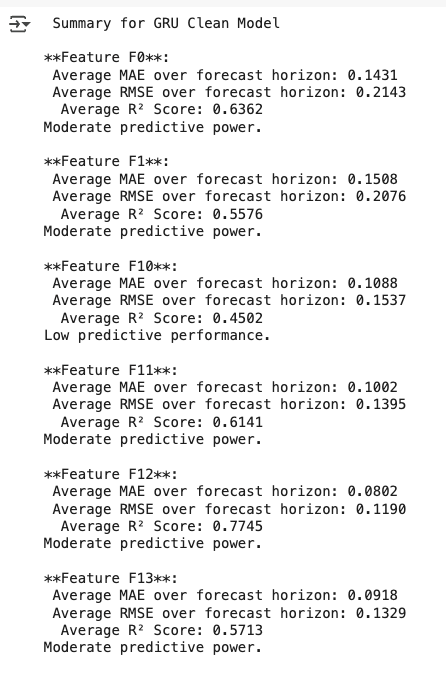 Summary for GRU Clean Model
**Feature F0**:
Average MAE over forecast horizon: 0.1431
Average RMSE over forecast horizon: 0.2143
Average R² Score: 0.6362
Moderate predictive power.
**Feature F1**:
Average MAE over forecast horizon: 0.1508
Average RMSE over forecast horizon: 0.2076
Average R² Score: 0.5576
Moderate predictive power.
**Feature F10**:
Average MAE over forecast horizon: 0.1088
Average RMSE over forecast horizon: 0.1537
Average R² Score: 0.4502
Low predictive performance.
**Feature F11**:
Average MAE over forecast horizon: 0.1002
Average RMSE over forecast horizon: 0.1395
Average R² Score: 0.6141
Moderate predictive power.
**Feature F12**:
Average MAE over forecast horizon: 0.0802
Average RMSE over forecast horizon: 0.1190
Average R² Score: 0.7745
Moderate predictive power.
**Feature F13**:
Average MAE over forecast horizon: 0.0918
Average RMSE over forecast horizon: 0.1329
Average R² Score: 0.5713
Moderate predictive power.